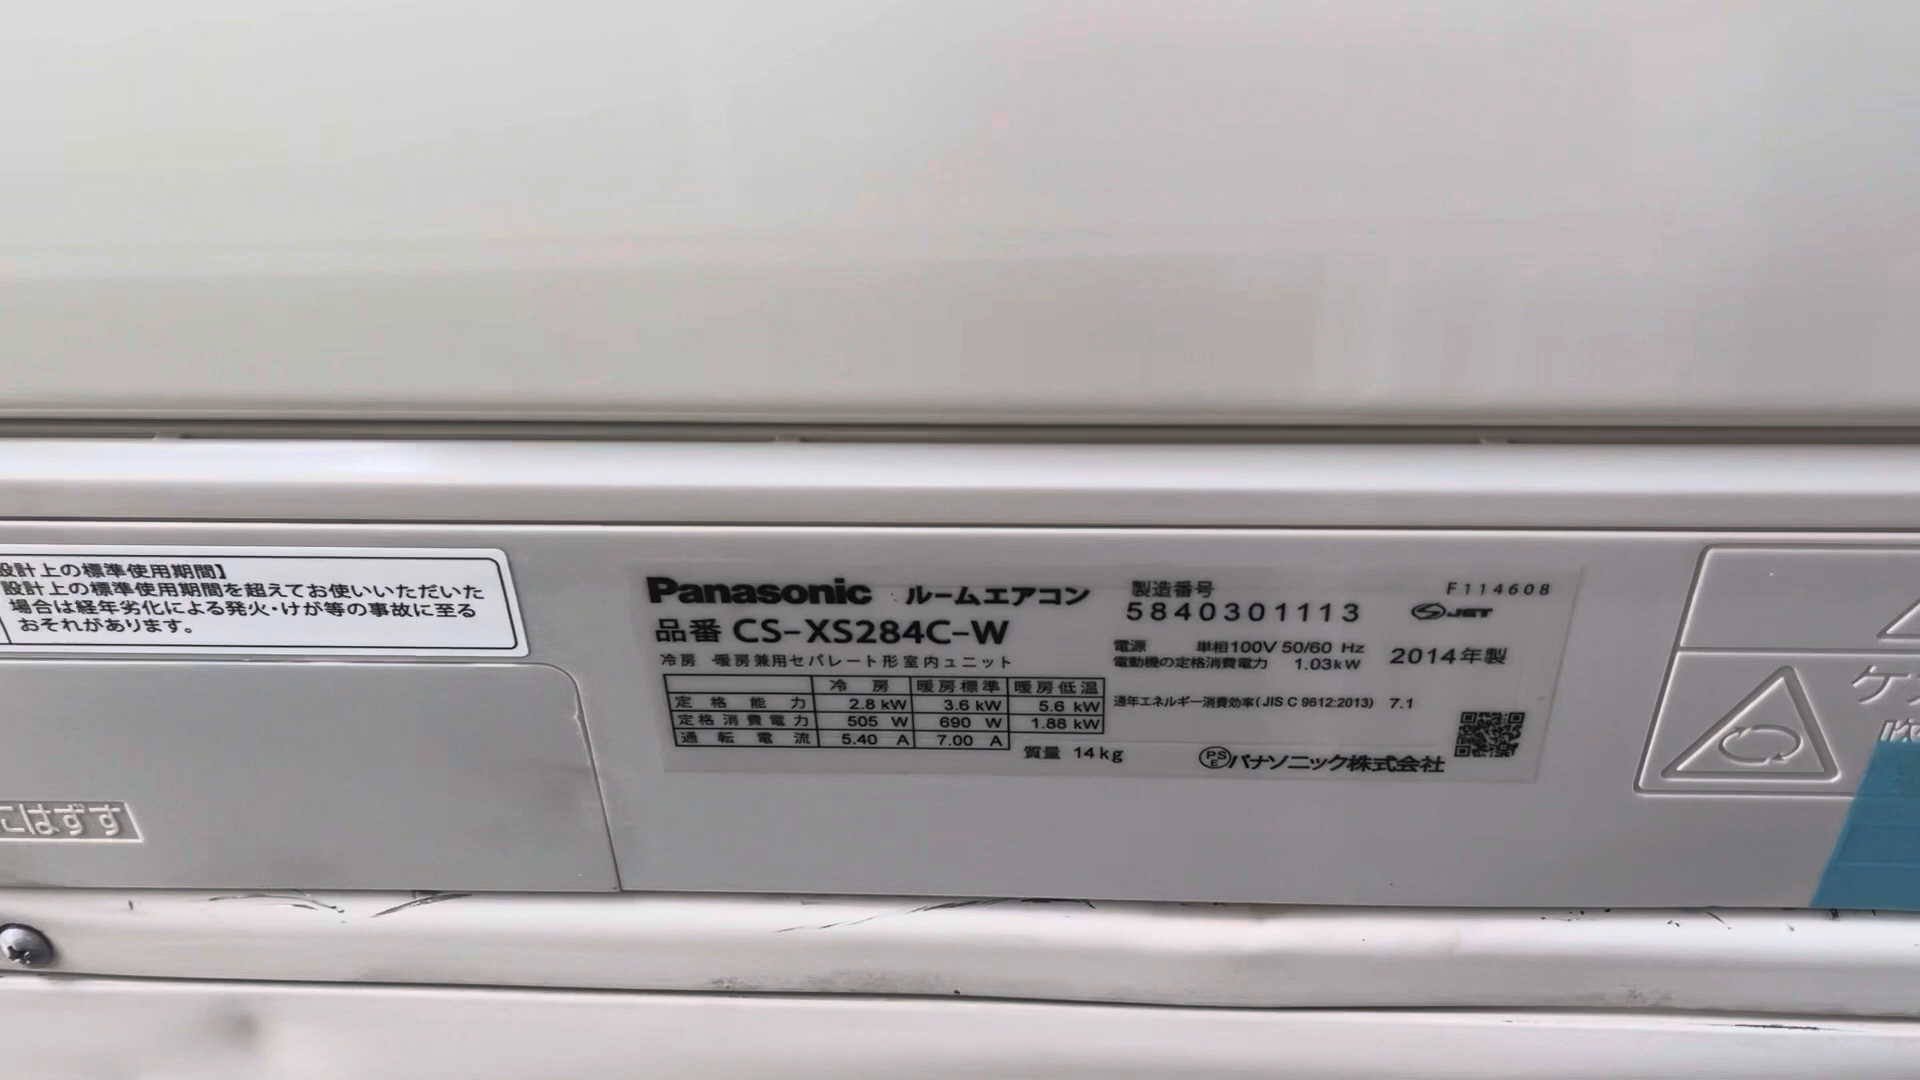 設計上の標準使用期間】
設計上の標準使用期間を超えてお使いいただいた
場合は経年劣化による発火・けが等の事故に至る
おそれがあります。
にはずす
Panasonic ルームエアコン
品番 CS-XS284C-W
冷房 暖房兼用セパレート形室内ユニット
冷房 暖房標準 暖房低温
定格能力 2.8 kW 3.6 kW 5.6 kW
定格消費電力 505 W 690 W 1.88 kW
通転電流 5.40 A 7.00 A
質量 14kg
製造番号 F114608
5840301113 JET
電源 単相100V 50/60 Hz
電動機の定格消費電力 1.03kW 2014年製
通年エネルギー消費効率(JIS C 9612:2013) 7.1
PSE パナソニック株式会社